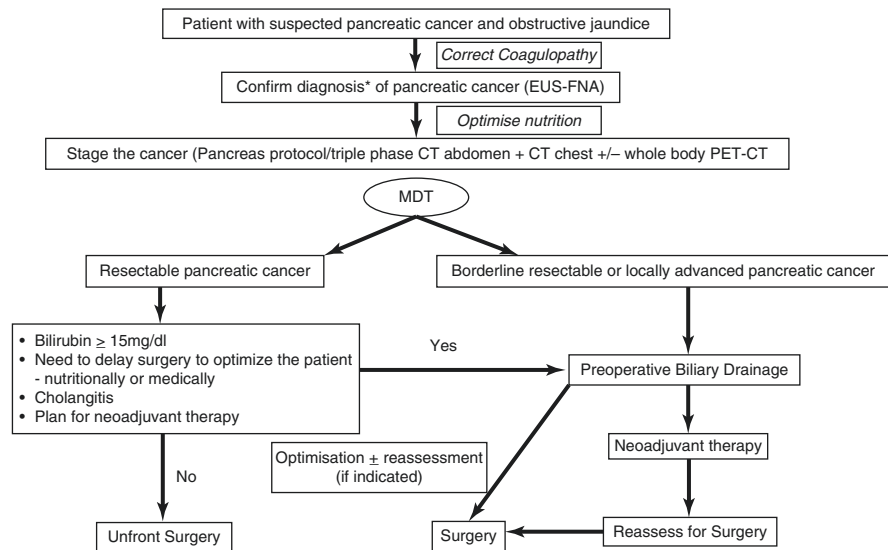 Patient with suspected pancreatic cancer and obstructive jaundice
Correct Coagulopathy
Confirm diagnosis* of pancreatic cancer (EUS-FNA)
Optimise nutrition
Stage the cancer (Pancreas protocol/triple phase CT abdomen + CT chest +/– whole body PET-CT
MDT
Resectable pancreatic cancer
Borderline resectable or locally advanced pancreatic cancer
• Bilirubin ≥ 15mg/dl
• Need to delay surgery to optimize the patient
- nutritionally or medically
• Cholangitis
• Plan for neoadjuvant therapy
Yes
Preoperative Biliary Drainage
No
Optimisation ± reassessment
(if indicated)
Neoadjuvant therapy
Unfront Surgery
Surgery
Reassess for Surgery